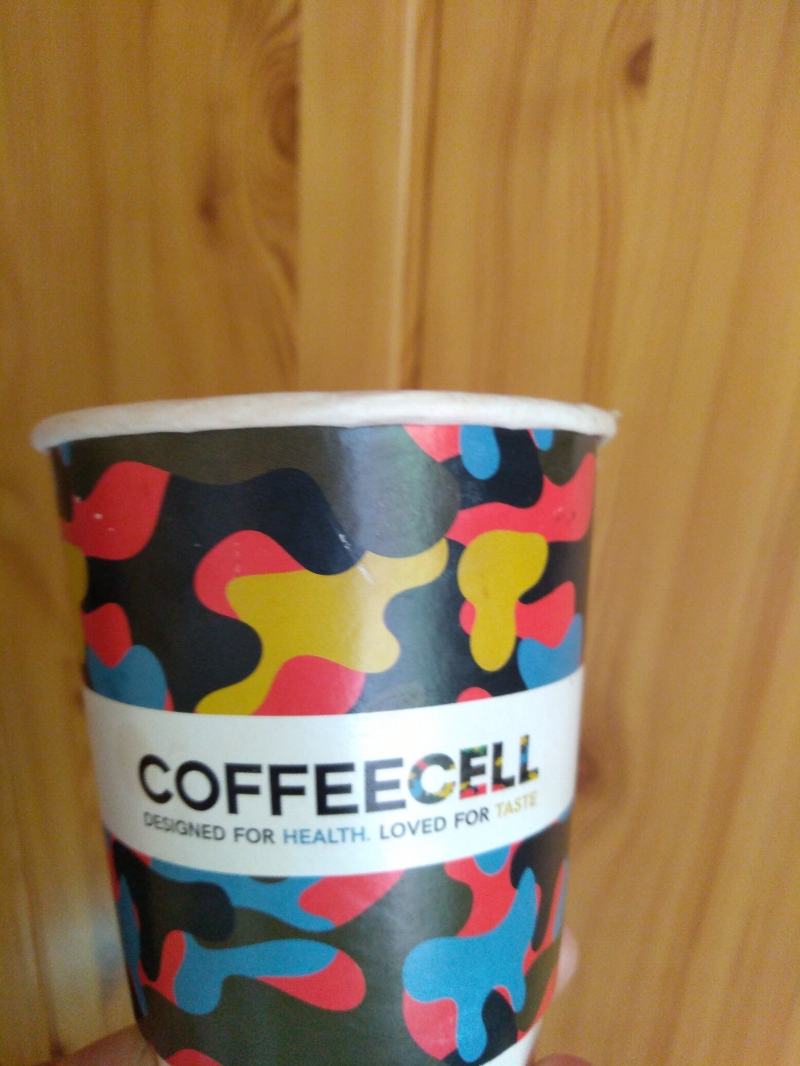 COFFEECELL
DESIGNED FOR HEALTH. LOVED FOR TASTE